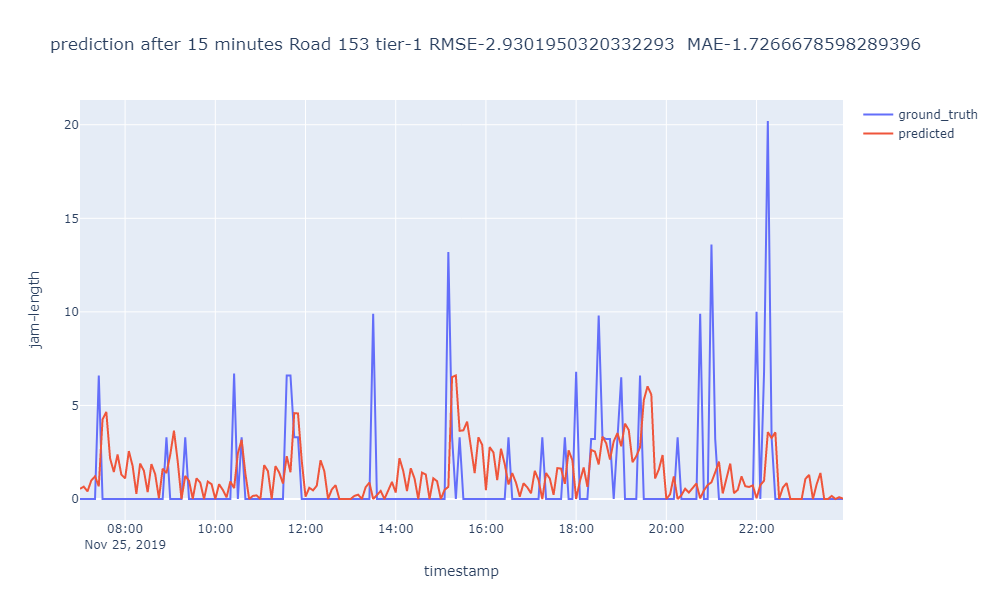 prediction after 15 minutes Road 153 tier-1 RMSE-2.9301950320332293  MAE-1.7266678598289396
ground_truth
predicted
20
15
10
5
0
jam-length
08:00 10:00 12:00 14:00 16:00 18:00 20:00 22:00
Nov 25, 2019
timestamp